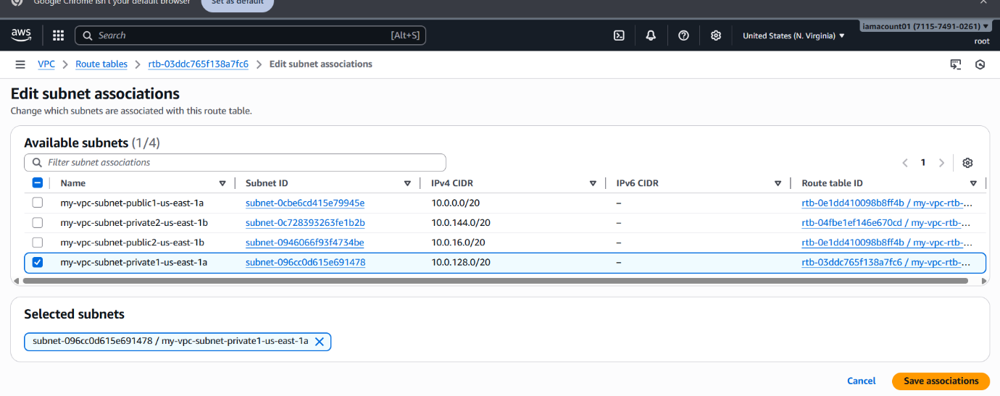 Google Chrome isn't your default browser Set as default
aws Search [Alt+S] United States (N. Virginia) iamacount01 (7115-7491-0261)
root
VPC Route tables rtb-03ddc765f138a7fc6 Edit subnet associations
Edit subnet associations
Change which subnets are associated with this route table.
Available subnets (1/4)
Filter subnet associations 1
Name Subnet ID IPv4 CIDR IPv6 CIDR Route table ID
my-vpc-subnet-public1-us-east-1a subnet-0cbe6cd415e79945e 10.0.0.0/20 – rtb-0e1dd410098b8ff4b / my-vpc-rtb-...
my-vpc-subnet-private2-us-east-1b subnet-0c728393263fe1b2b 10.0.144.0/20 – rtb-04fbe1ef146e670cd / my-vpc-rtb-...
my-vpc-subnet-public2-us-east-1b subnet-0946066f93f4734be 10.0.16.0/20 – rtb-0e1dd410098b8ff4b / my-vpc-rtb-...
my-vpc-subnet-private1-us-east-1a subnet-096cc0d615e691478 10.0.128.0/20 – rtb-03ddc765f138a7fc6 / my-vpc-rtb-...
Selected subnets
subnet-096cc0d615e691478 / my-vpc-subnet-private1-us-east-1a
Cancel Save associations